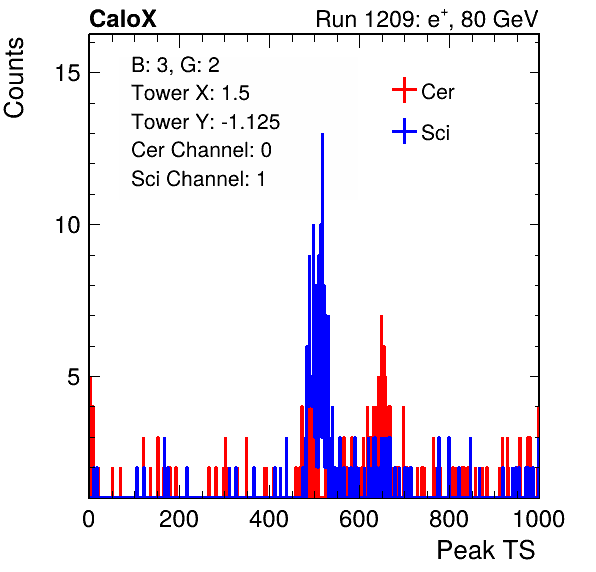 CaloX Run 1209: e⁺, 80 GeV
Counts
B: 3, G: 2
Tower X: 1.5
Tower Y: -1.125
Cer Channel: 0
Sci Channel: 1
Cer
Sci
15
10
5
0 200 400 600 800 1000
Peak TS